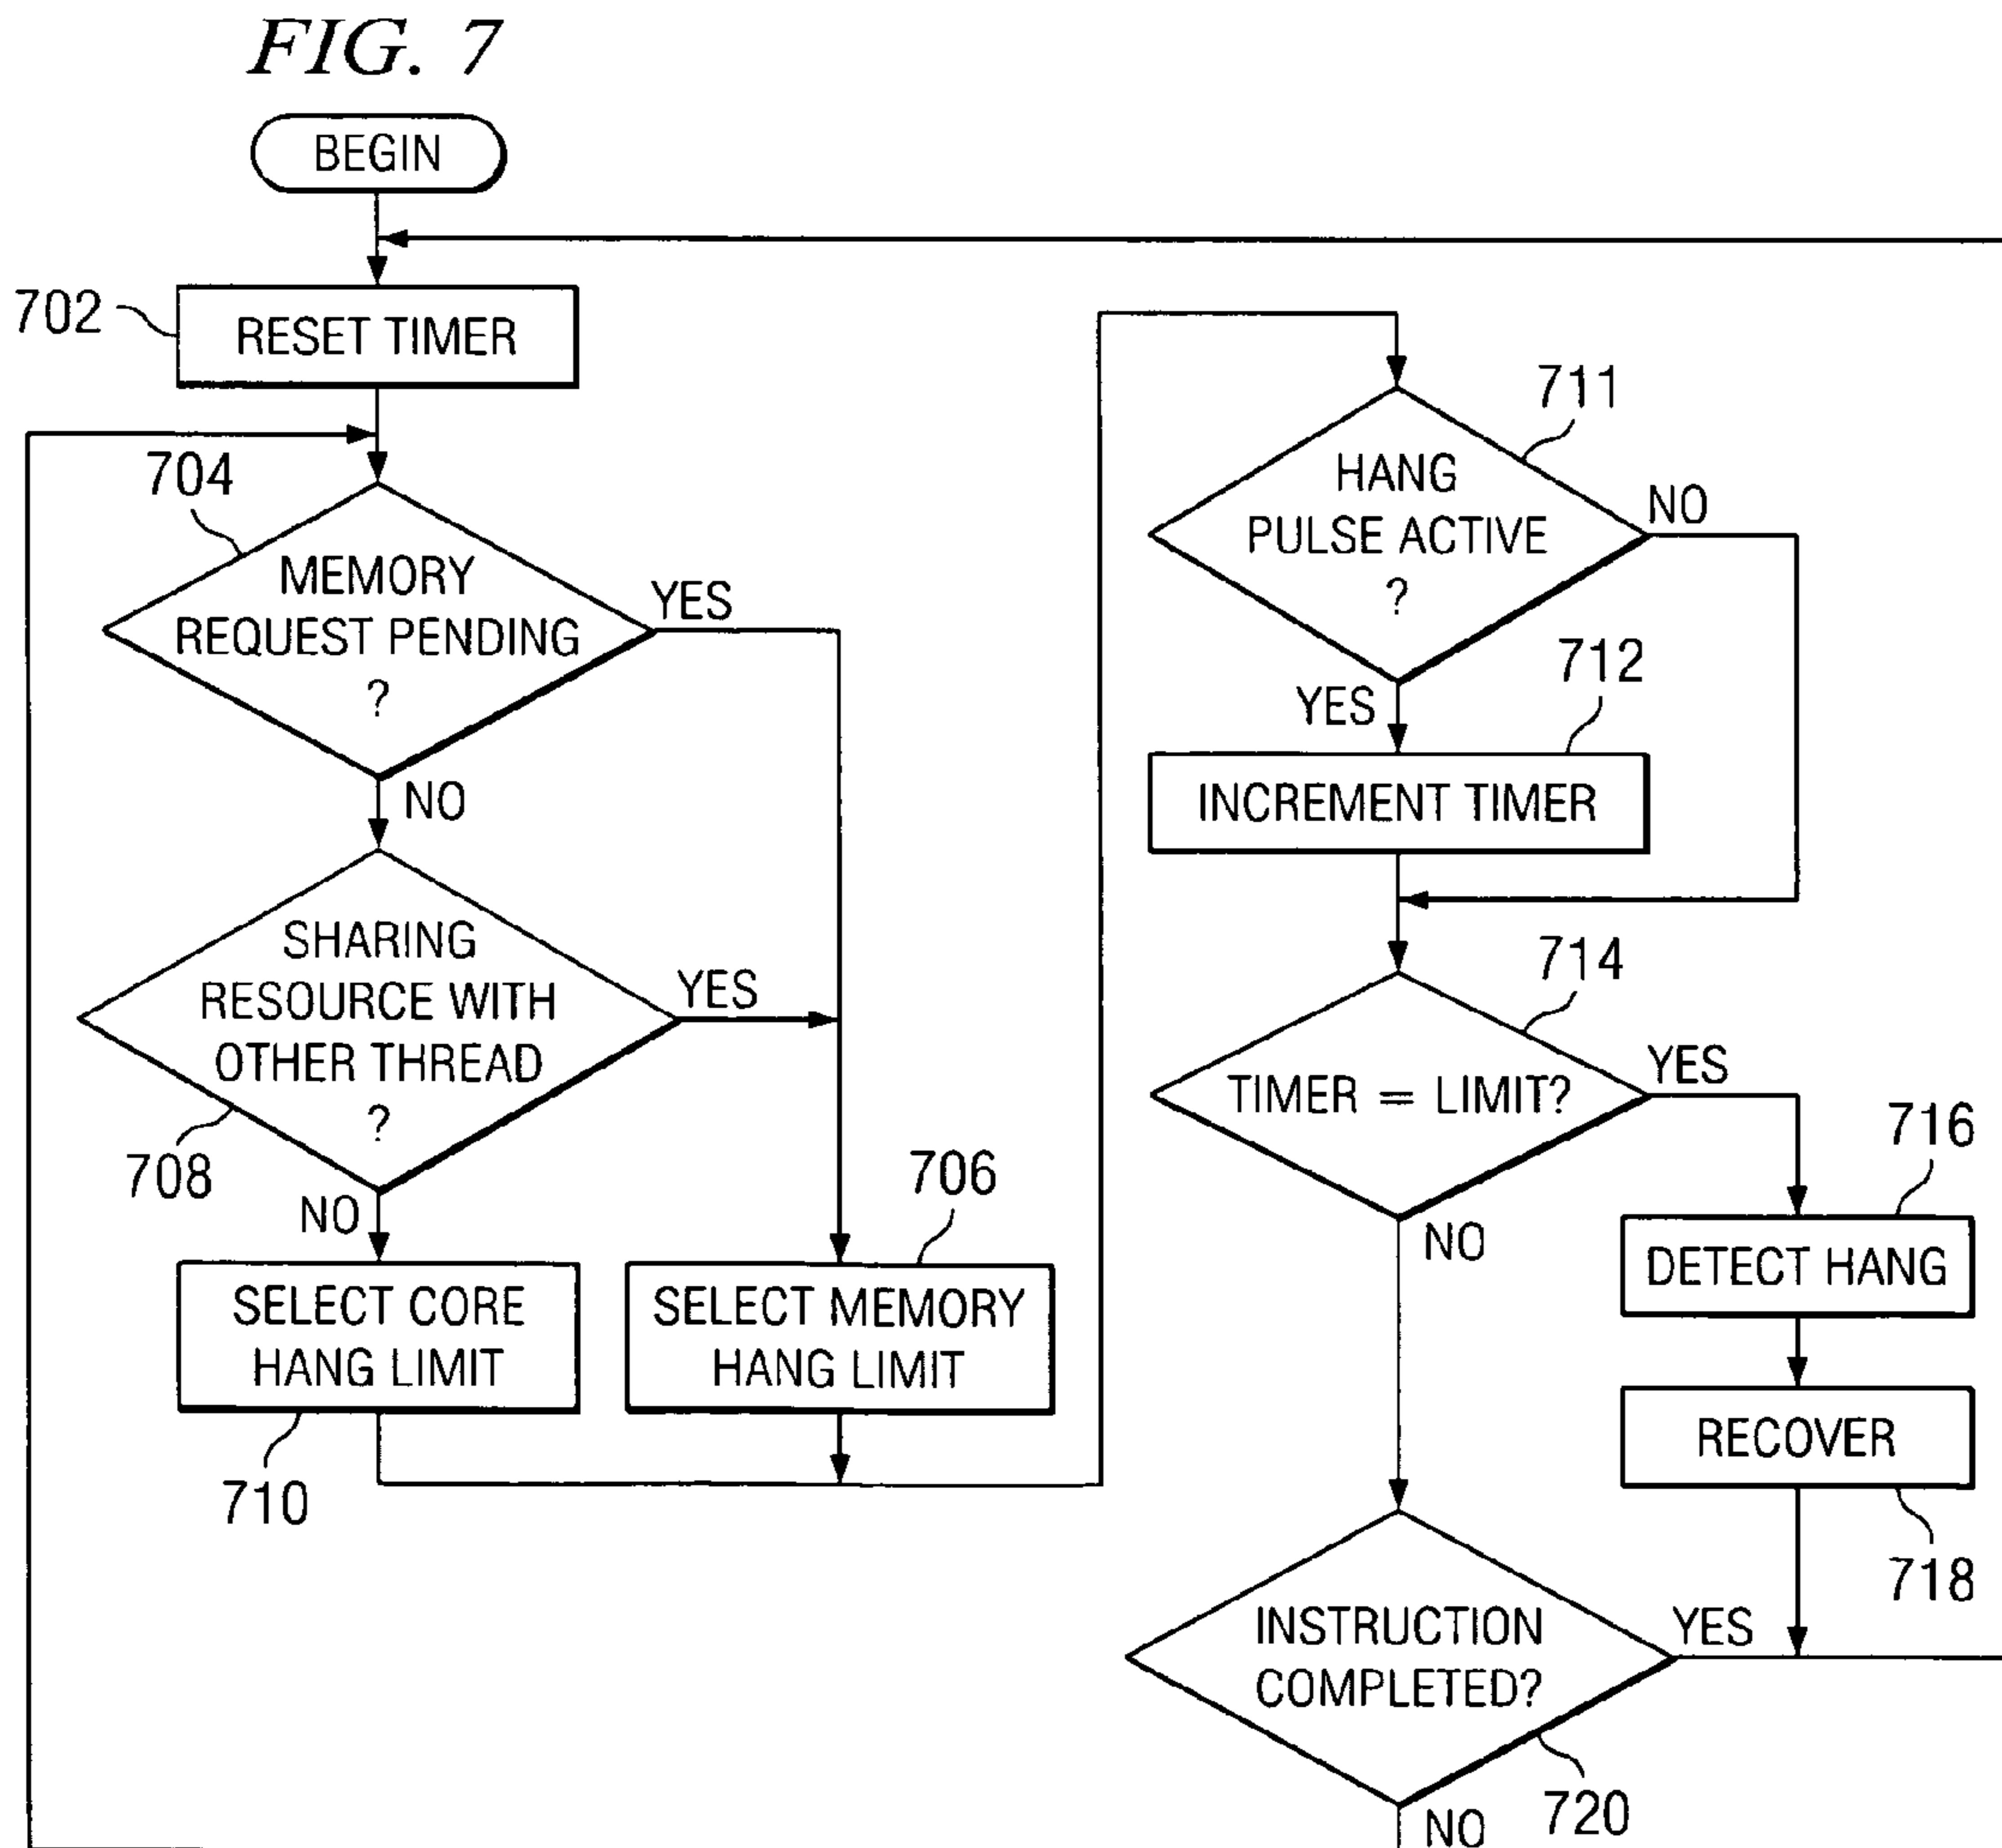 FIG. 7
BEGIN
702
RESET TIMER
704
MEMORY
REQUEST PENDING
?
YES
NO
SHARING
RESOURCE WITH
OTHER THREAD
?
YES
708
NO
706
SELECT CORE
HANG LIMIT
SELECT MEMORY
HANG LIMIT
710
711
HANG
PULSE ACTIVE
?
NO
YES
712
INCREMENT TIMER
714
TIMER = LIMIT?
YES
NO
716
DETECT HANG
RECOVER
718
INSTRUCTION
COMPLETED?
YES
720
NO